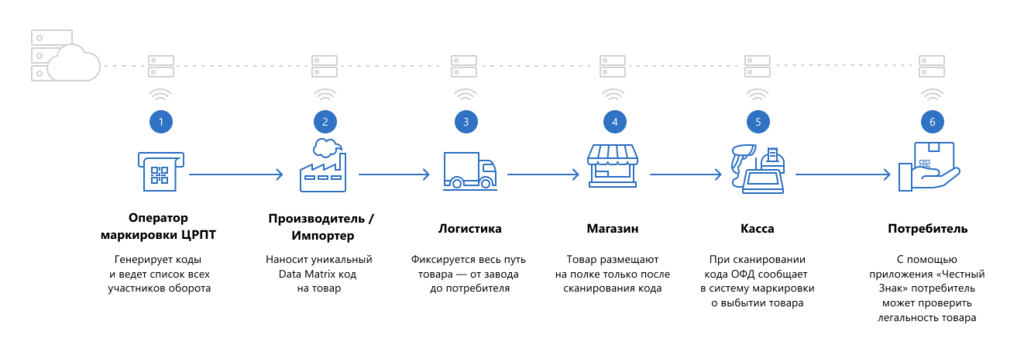 1
2
3
4
5
6
Оператор
маркировки ЦРПТ
Генерирует коды
и ведет список всех
участников оборота
Производитель /
Импортер
Наносит уникальный
Data Matrix код
на товар
Логистика
Фиксируется весь путь
товара — от завода
до потребителя
Магазин
Товар размещают
на полке только после
сканирования кода
Касса
При сканировании
кода ОФД сообщает
в систему маркировки
о выбытии товара
Потребитель
С помощью
приложения «Честный
Знак» потребитель
может проверить
легальность товара